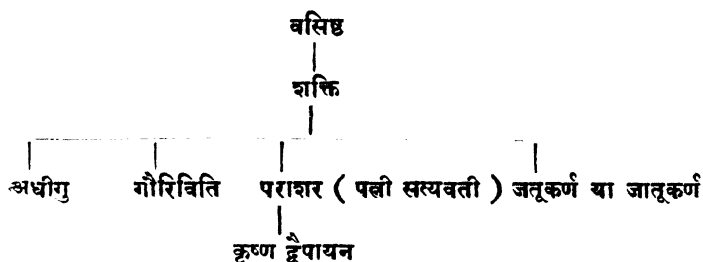 वसिष्ठ
शक्ति
अधीगु गौरिविति पराशर ( पत्नी सत्यवती ) जतूकर्ण या जातूकर्ण
कृष्ण द्वैपायन